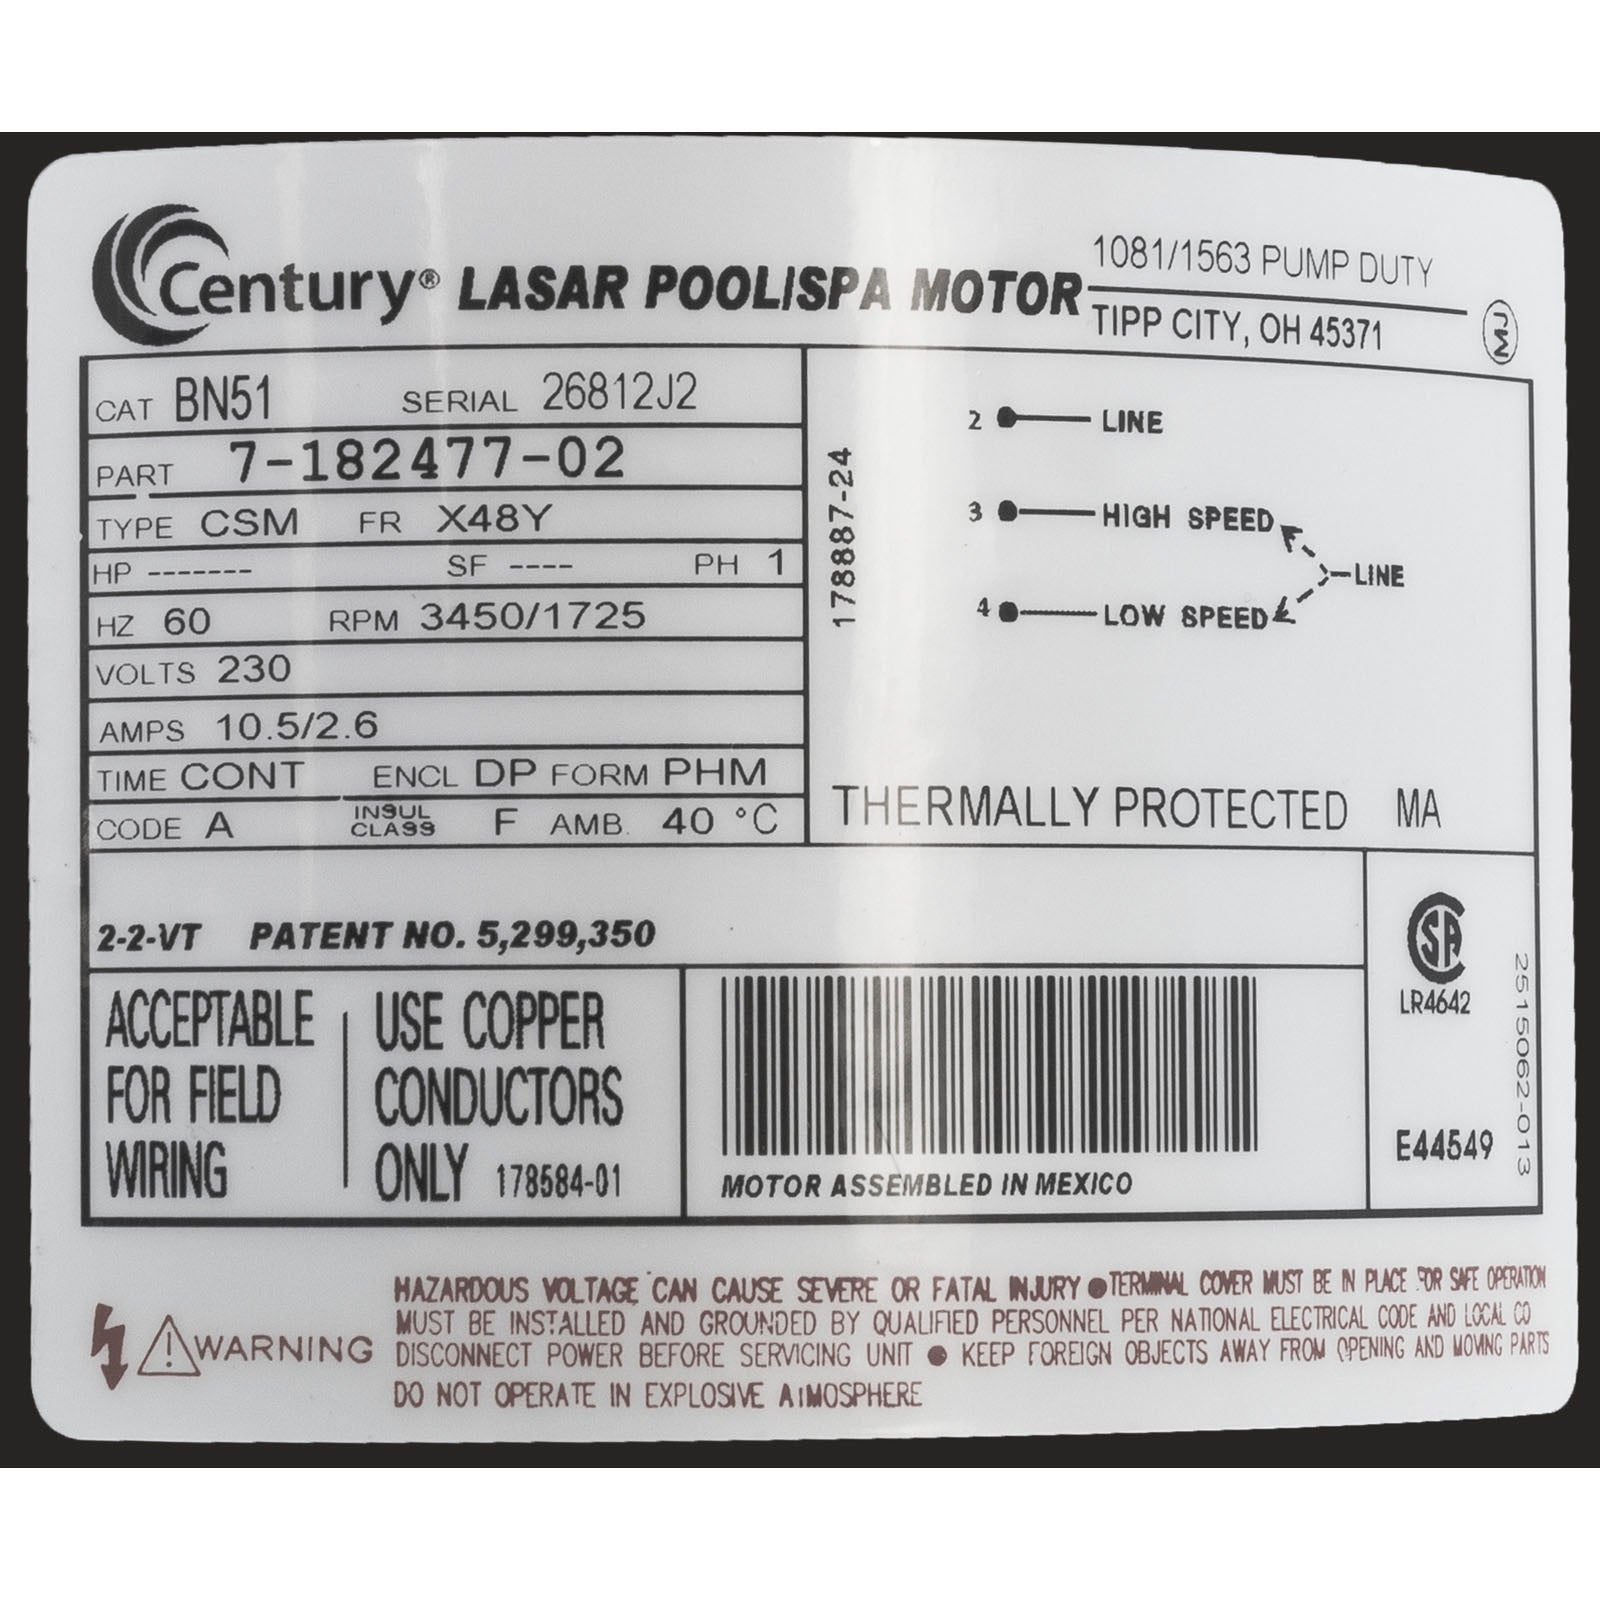 Century® LASAR POOL/SPA MOTOR
1081/1563 PUMP DUTY
TIPP CITY, OH 45371
CAT BN51 SERIAL 26812J2
PART 7-182477-02
TYPE CSM FR X48Y
HP ------- SF ---- PH 1
HZ 60 RPM 3450/1725
VOLTS 230
AMPS 10.5/2.6
TIME CONT ENCL DP FORM PHM
CODE A INSUL CLASS F AMB. 40 °C
178887-24
2 LINE
3 HIGH SPEED
LINE
4 LOW SPEED
THERMALLY PROTECTED MA
2-2-VT PATENT NO. 5,299,350
ACCEPTABLE
FOR FIELD
WIRING
USE COPPER
CONDUCTORS
ONLY 178584-01
MOTOR ASSEMBLED IN MEXICO
SA
LR4642
E44549
2515062-013
WARNING
HAZARDOUS VOLTAGE CAN CAUSE SEVERE OR FATAL INJURY ● TERMINAL COVER MUST BE IN PLACE FOR SAFE OPERATION
MUST BE INSTALLED AND GROUNDED BY QUALIFIED PERSONNEL PER NATIONAL ELECTRICAL CODE AND LOCAL CO
DISCONNECT POWER BEFORE SERVICING UNIT ● KEEP FOREIGN OBJECTS AWAY FROM OPENING AND MOVING PARTS
DO NOT OPERATE IN EXPLOSIVE ATMOSPHERE